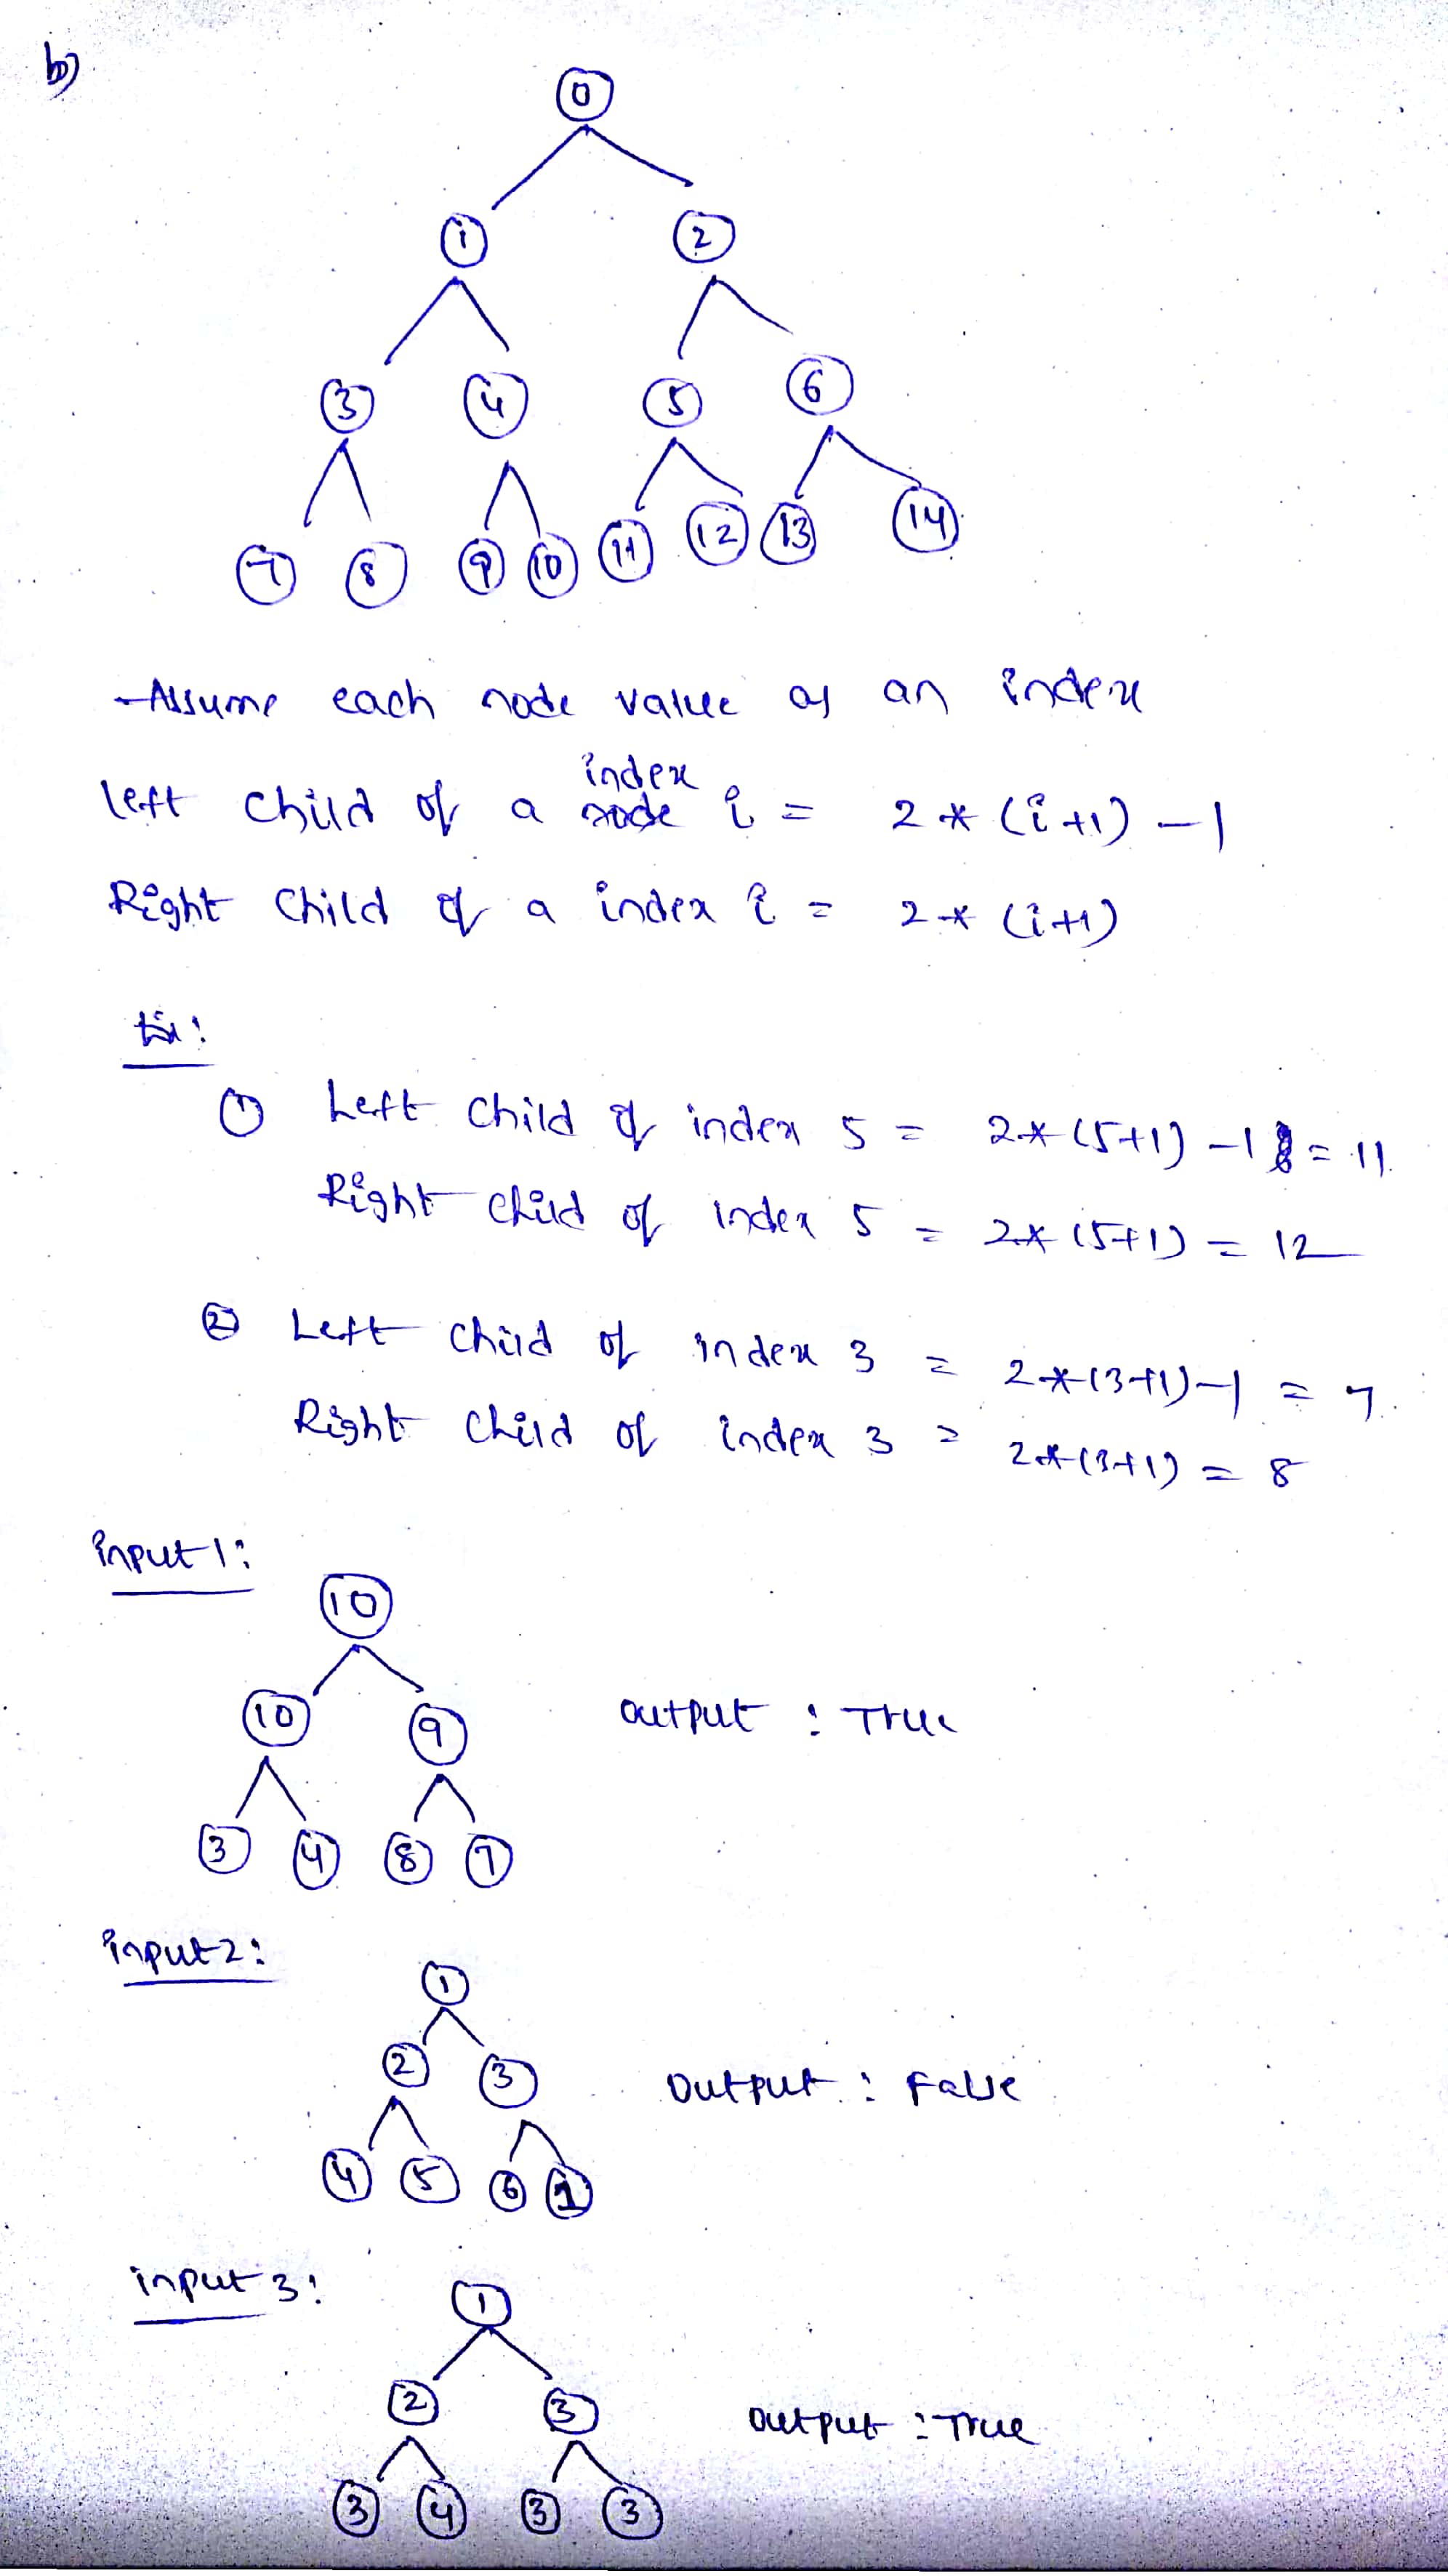 b)
0
1 2
3 4 5 6
7 8 9 10 11 12 13 14
-Assume each node value as an index
index
left child of a node i = 2 * (i+1) - 1
Right child of a index i = 2 * (i+1)
Ex:
① Left child of index 5 = 2*(5+1) -1 = 11
Right child of index 5 = 2*(5+1) = 12
② Left child of index 3 = 2*(3+1)-1 = 7
Right child of index 3 = 2*(3+1) = 8
input 1:
10
10 9
output : True
3 4 8 7
input2:
1
2 3
Output : False
4 5 6 1
input 3:
1
2 3
output : True
3 4 3 3